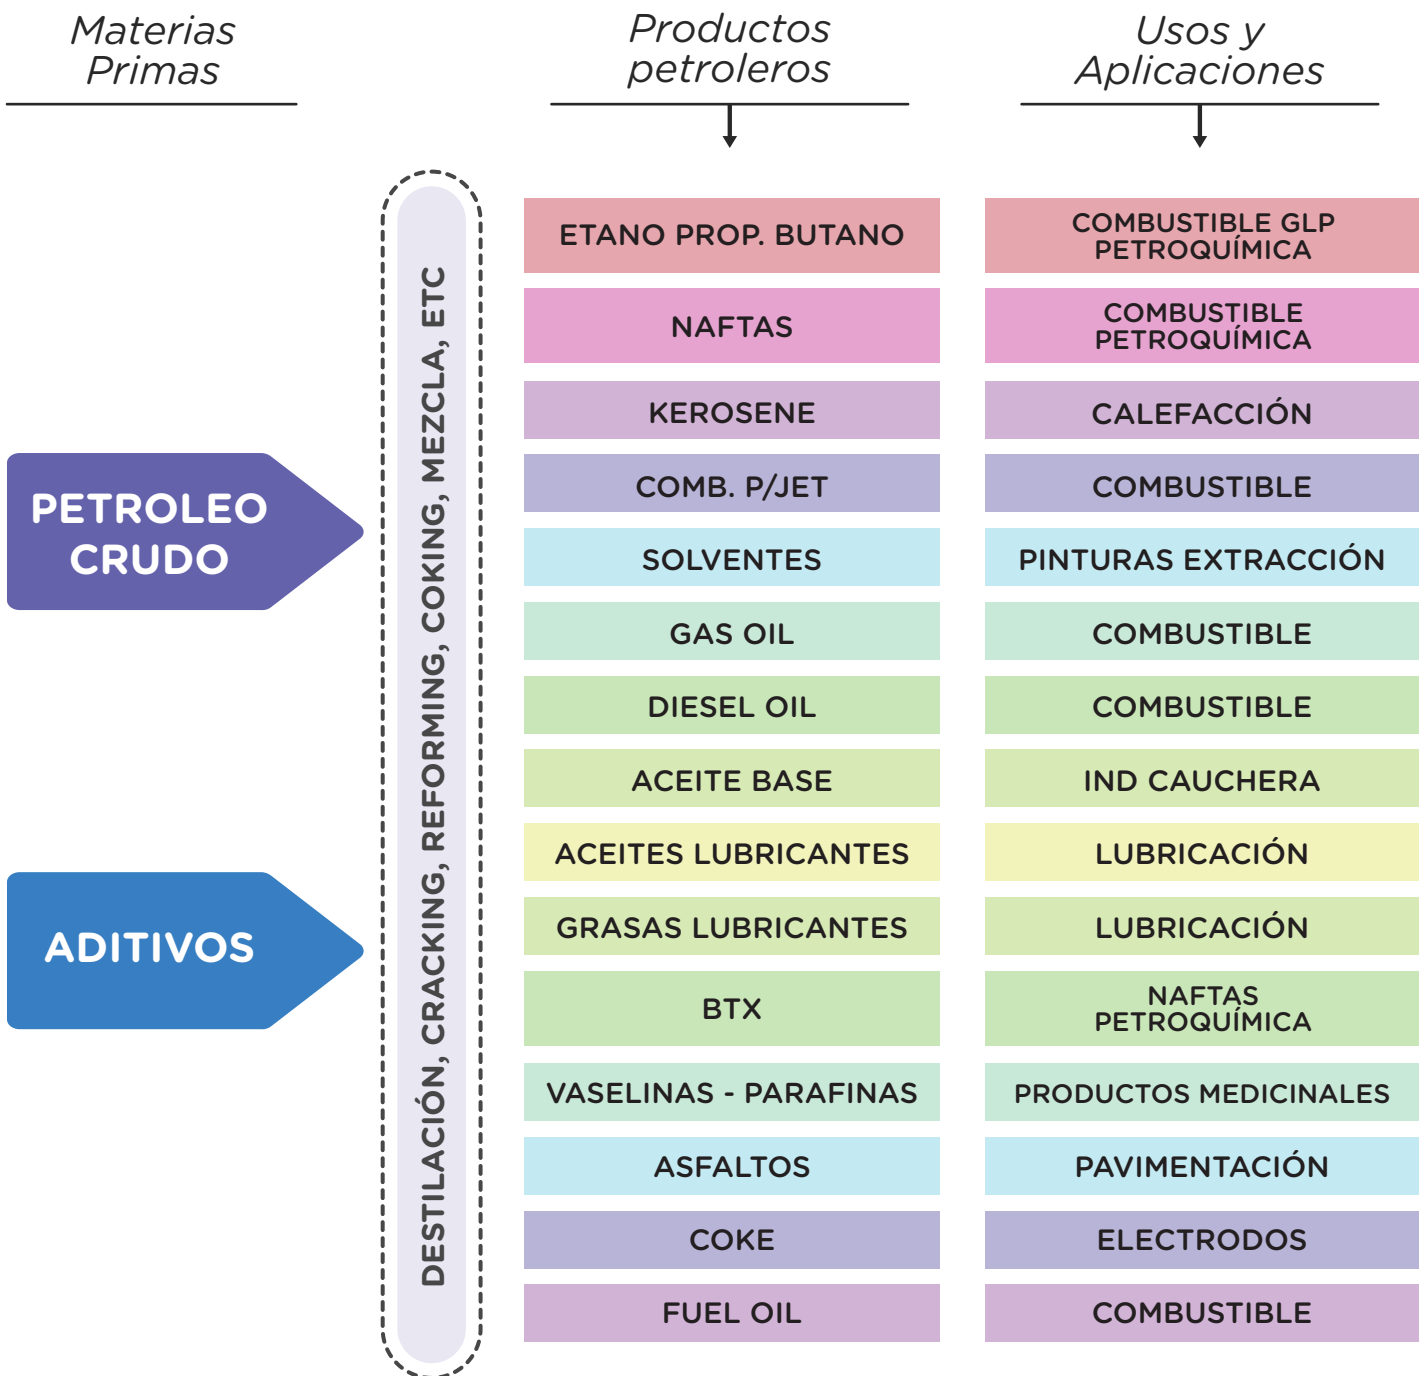 Materias
Primas
Productos
petroleros
Usos y
Aplicaciones
PETROLEO
CRUDO
ADITIVOS
DESTILACIÓN, CRACKING, REFORMING, COKING, MEZCLA, ETC
ETANO PROP. BUTANO
COMBUSTIBLE GLP
PETROQUÍMICA
NAFTAS
COMBUSTIBLE
PETROQUÍMICA
KEROSENE
CALEFACCIÓN
COMB. P/JET
COMBUSTIBLE
SOLVENTES
PINTURAS EXTRACCIÓN
GAS OIL
COMBUSTIBLE
DIESEL OIL
COMBUSTIBLE
ACEITE BASE
IND CAUCHERA
ACEITES LUBRICANTES
LUBRICACIÓN
GRASAS LUBRICANTES
LUBRICACIÓN
BTX
NAFTAS
PETROQUÍMICA
VASELINAS - PARAFINAS
PRODUCTOS MEDICINALES
ASFALTOS
PAVIMENTACIÓN
COKE
ELECTRODOS
FUEL OIL
COMBUSTIBLE